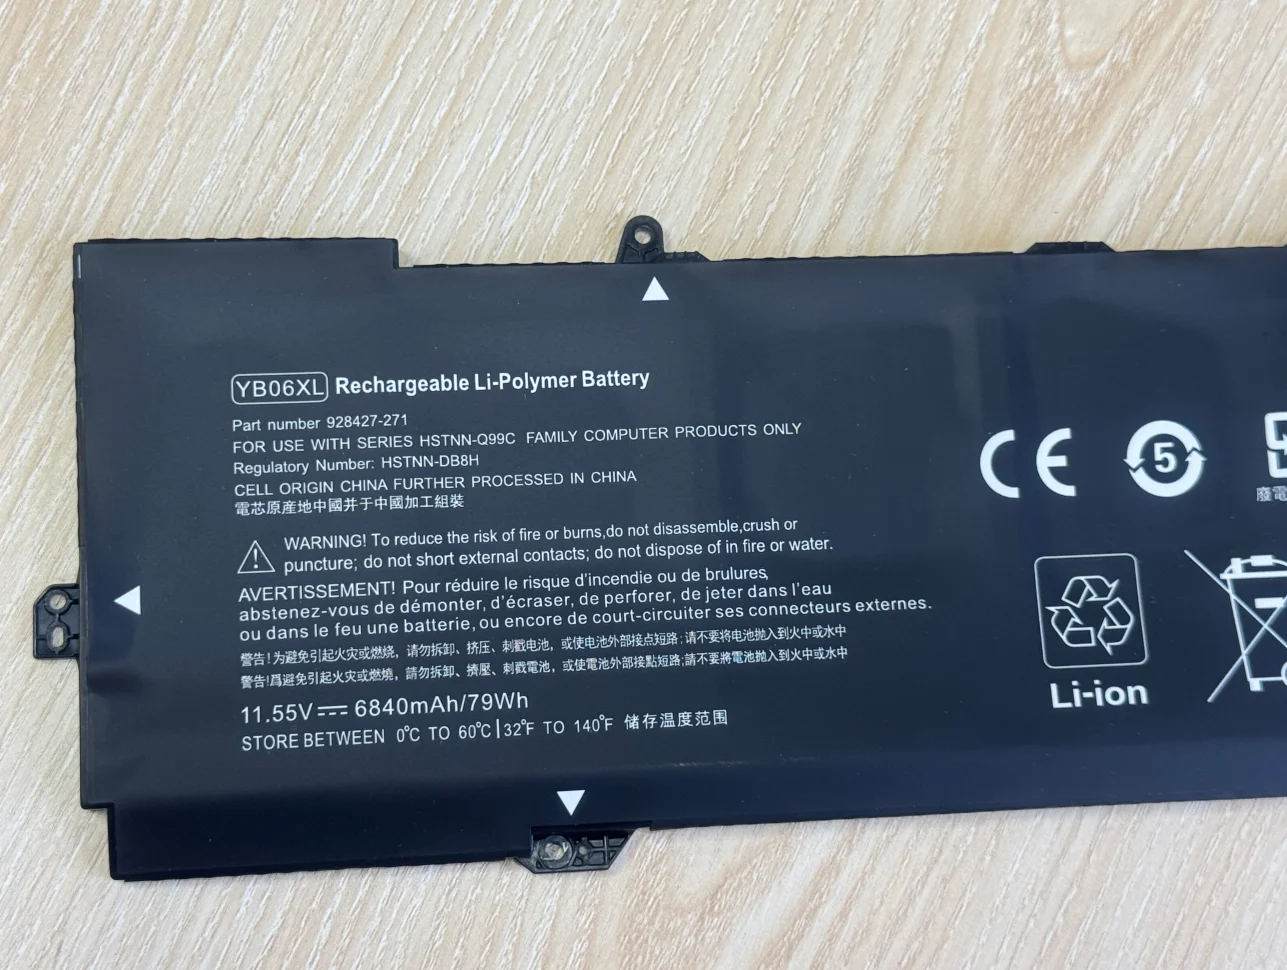 YB06XL Rechargeable Li-Polymer Battery
Part number 928427-271
FOR USE WITH SERIES HSTNN-Q99C FAMILY COMPUTER PRODUCTS ONLY
Regulatory Number: HSTNN-DB8H
CELL ORIGIN CHINA FURTHER PROCESSED IN CHINA
電芯原産地中國并于中國加工組裝
WARNING! To reduce the risk of fire or burns,do not disassemble,crush or
puncture; do not short external contacts; do not dispose of in fire or water.
AVERTISSEMENT! Pour réduire le risque d'incendie ou de brulures,
abstenez-vous de démonter, d'écraser, de perforer, de jeter dans l'eau
ou dans le feu une batterie, ou encore de court-circuiter ses connecteurs externes.
警告!为避免引起火灾或燃烧，请勿拆卸、挤压、刺戳电池，或使电池外部接点短路;请不要将电池抛入到火中或水中
警告!爲避免引起火灾或燃燒，請勿拆卸、擠壓、刺戳電池，或使電池外部接點短路;請不要將電池抛入到火中或水中
11.55V⎓6840mAh/79Wh
STORE BETWEEN 0℃ TO 60℃|32℉ TO 140℉ 储存温度范围
CE
5
廢電
Li-ion